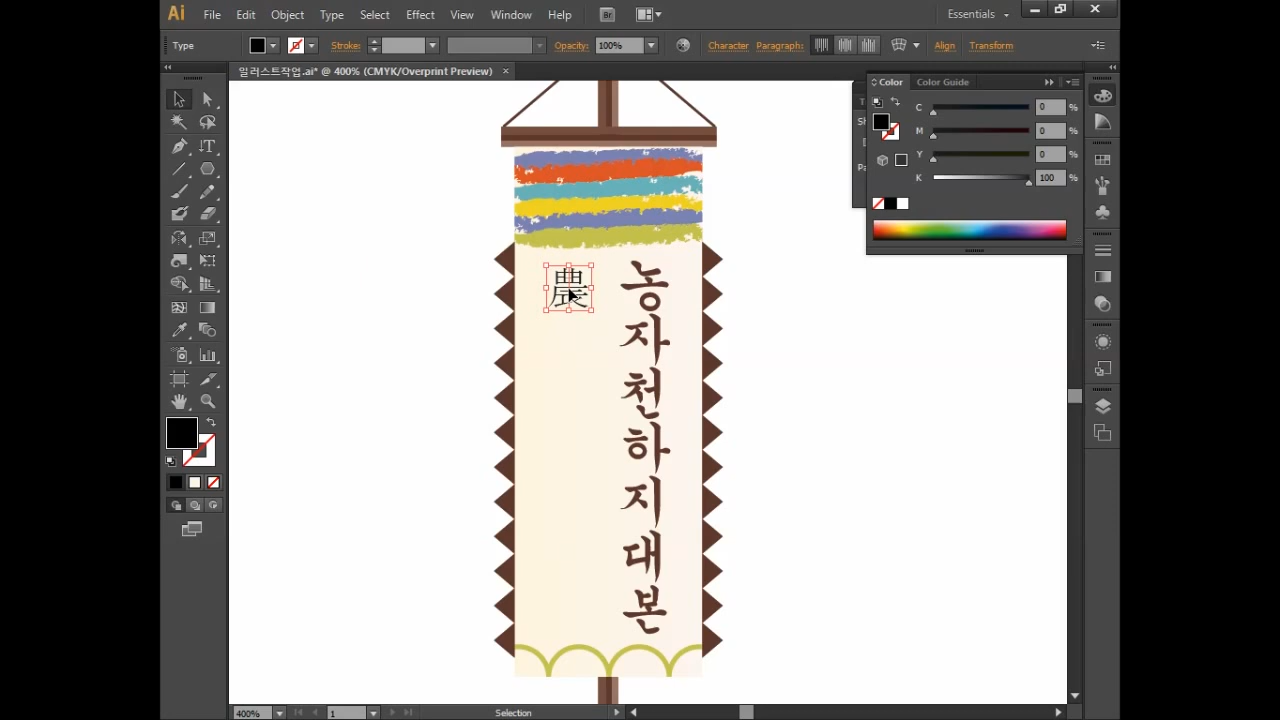 Ai File Edit Object Type Select Effect View Window Help Br Essentials
Type Stroke: Opacity: 100% Character Paragraph: Align Transform
일러스트작업.ai* @ 400% (CMYK/Overprint Preview) ×
Color Color Guide
C 0 %
M 0 %
Y 0 %
K 100 %
農
농자천하지대본
400% 1 Selection